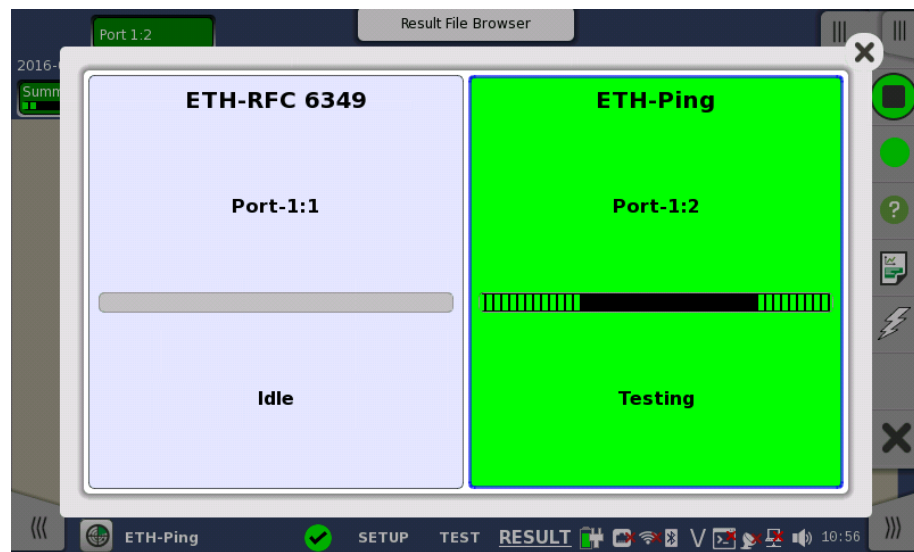 Port 1:2
Result File Browser
2016-
Summ
ETH-RFC 6349
ETH-Ping
Port-1:1
Port-1:2
Idle
Testing
ETH-Ping
SETUP
TEST
RESULT
10:56